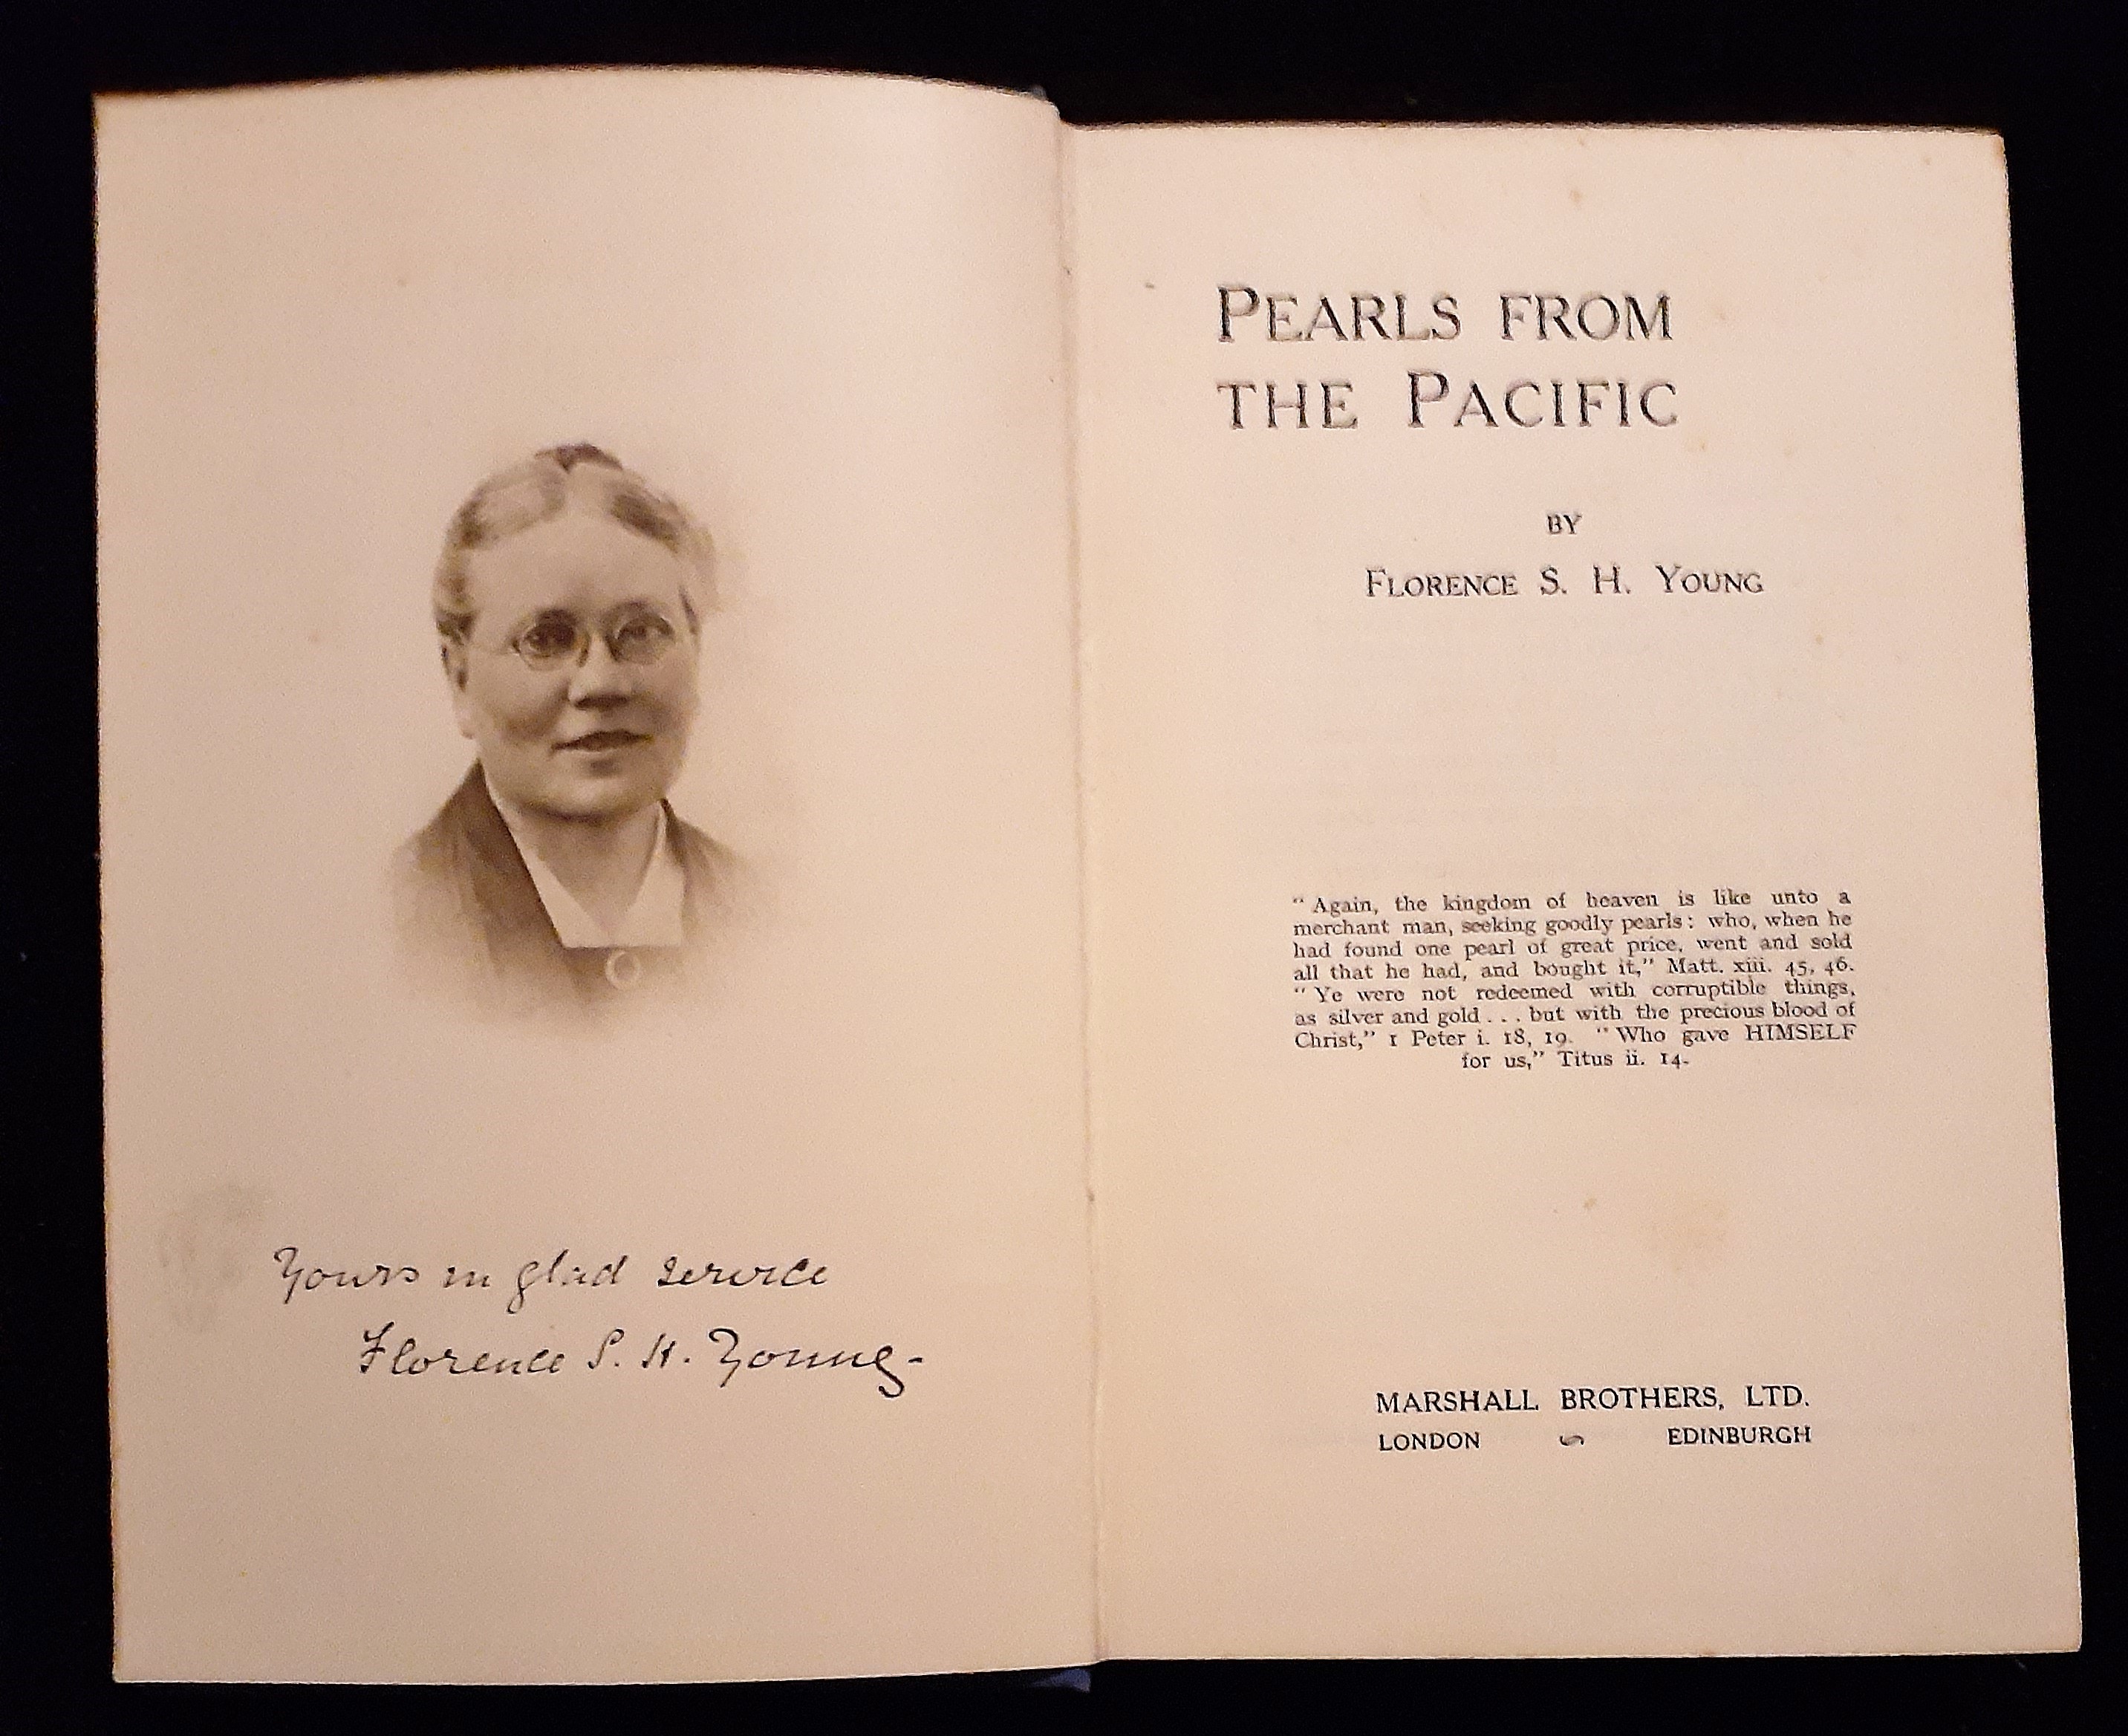 Yours in glad service
Florence S. H. Young-
PEARLS FROM
THE PACIFIC
BY
FLORENCE S. H. YOUNG
" Again, the kingdom of heaven is like unto a
merchant man, seeking goodly pearls: who, when he
had found one pearl of great price, went and sold
all that he had, and bought it," Matt. xiii. 45, 46.
" Ye were not redeemed with corruptible things,
as silver and gold . . . but with the precious blood of
Christ," 1 Peter i. 18, 19. "Who gave HIMSELF
for us," Titus ii. 14.
MARSHALL BROTHERS, LTD.
LONDON EDINBURGH